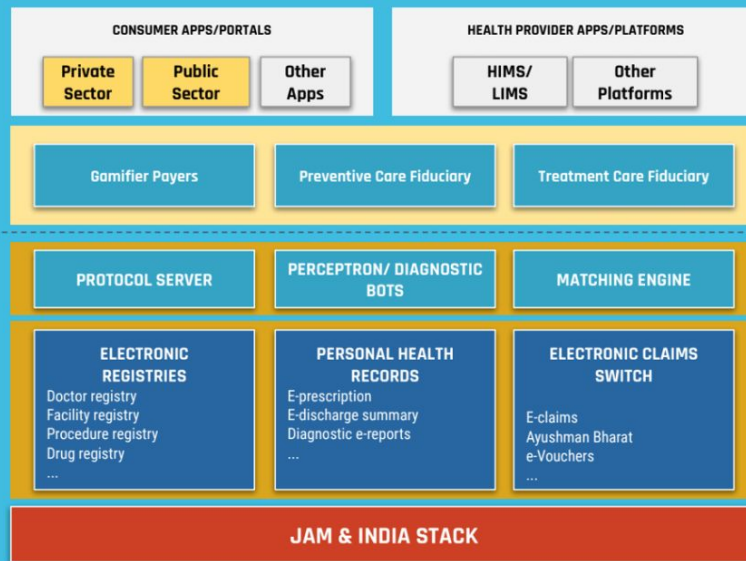 CONSUMER APPS/PORTALS
Private
Sector
Public
Sector
Other
Apps
HEALTH PROVIDER APPS/PLATFORMS
HIMS/
LIMS
Other
Platforms
Gamifier Payers
Preventive Care Fiduciary
Treatment Care Fiduciary
PROTOCOL SERVER
PERCEPTRON/ DIAGNOSTIC
BOTS
MATCHING ENGINE
ELECTRONIC
REGISTRIES
Doctor registry
Facility registry
Procedure registry
Drug registry
...
PERSONAL HEALTH
RECORDS
E-prescription
E-discharge summary
Diagnostic e-reports
...
ELECTRONIC CLAIMS
SWITCH
E-claims
Ayushman Bharat
e-Vouchers
...
JAM & INDIA STACK